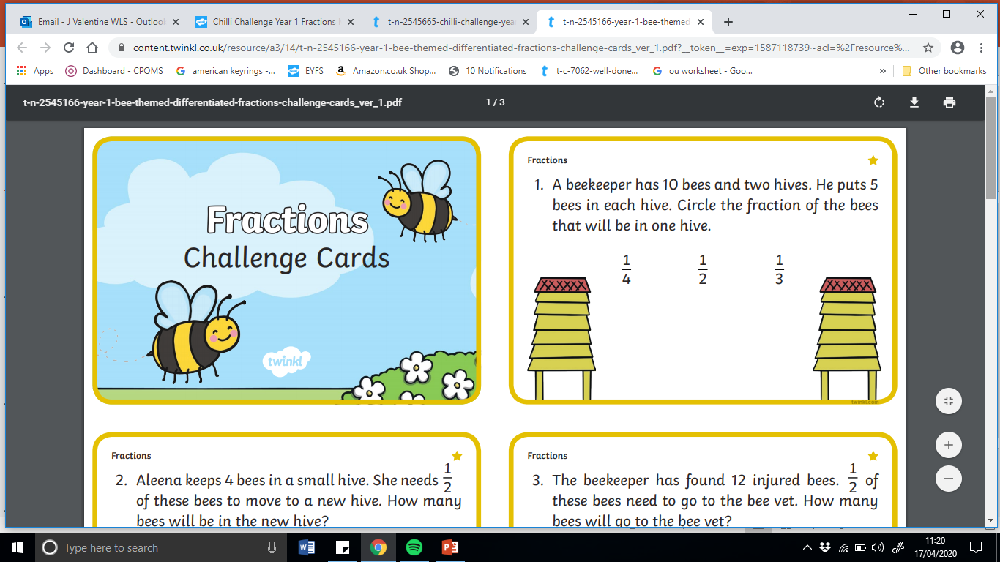 Email - J Valentine WLS - Outlook
Chilli Challenge Year 1 Fractions
t-n-2545665-chilli-challenge-year
t-n-2545166-year-1-bee-themed
content.twinkl.co.uk/resource/a3/14/t-n-2545166-year-1-bee-themed-differentiated-fractions-challenge-cards_ver_1.pdf?__token__=exp=1587118739~acl=%2Fresource%...
Apps
Dashboard - CPOMS
american keyrings -...
EYFS
Amazon.co.uk Shop...
10 Notifications
t-c-7062-well-done...
ou worksheet - Goo...
»
Other bookmarks
t-n-2545166-year-1-bee-themed-differentiated-fractions-challenge-cards_ver_1.pdf
1 / 3
Fractions
Challenge Cards
twinkl
Fractions
1. A beekeeper has 10 bees and two hives. He puts 5
bees in each hive. Circle the fraction of the bees
that will be in one hive.
1/4 1/2 1/3
twinkl.com
Fractions
2. Aleena keeps 4 bees in a small hive. She needs 1/2
of these bees to move to a new hive. How many
bees will be in the new hive?
Fractions
3. The beekeeper has found 12 injured bees. 1/2 of
these bees need to go to the bee vet. How many
bees will go to the bee vet?
Type here to search
11:20
17/04/2020